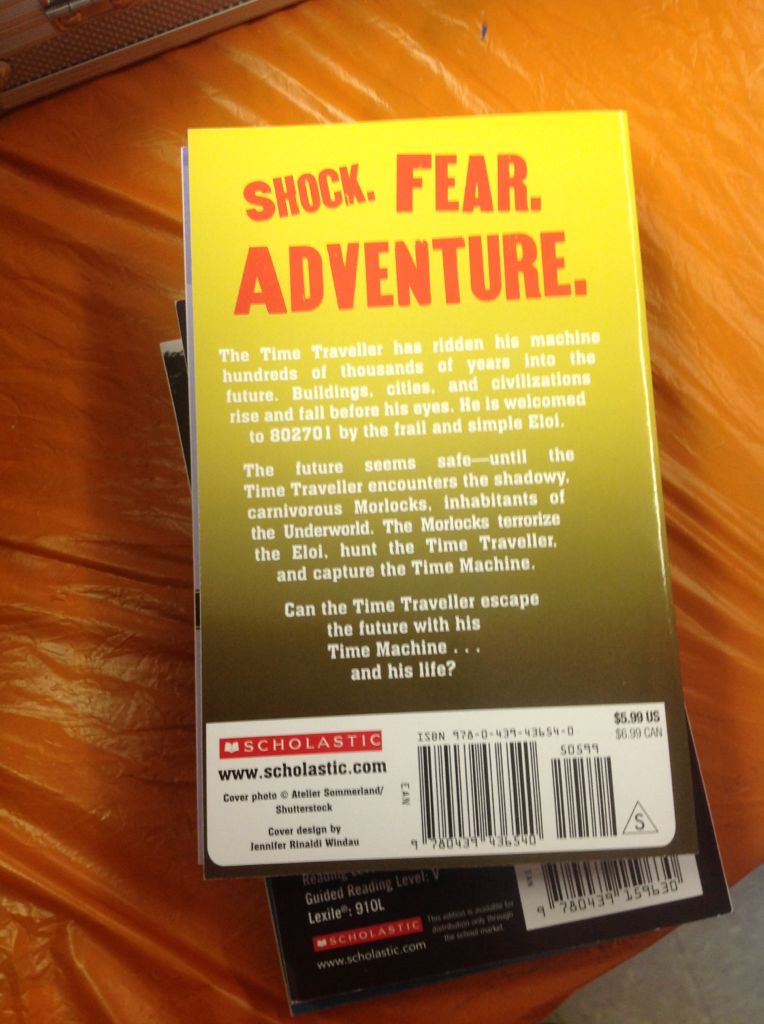 SHOCK. FEAR.
ADVENTURE.
The Time Traveller has ridden his machine
hundreds of thousands of years into the
future. Buildings, cities, and civilizations
rise and fall before his eyes. He is welcomed
to 802701 by the frail and simple Eloi.
The future seems safe—until the
Time Traveller encounters the shadowy,
carnivorous Morlocks, inhabitants of
the Underworld. The Morlocks terrorize
the Eloi, hunt the Time Traveller,
and capture the Time Machine.
Can the Time Traveller escape
the future with his
Time Machine . . .
and his life?
SCHOLASTIC
www.scholastic.com
Cover photo © Atelier Sommerland/
Shutterstock
Cover design by
Jennifer Rinaldi Windau
EAN
ISBN 978-0-439-43654-0
50599
9 780439 436540
$5.99 US
$6.99 CAN
S
Reading
Guided Reading Level: V
Lexile®: 910L
SCHOLASTIC
www.scholastic.com
This edition is available for
distribution only through
the school market.
EAN
9 780439 159630